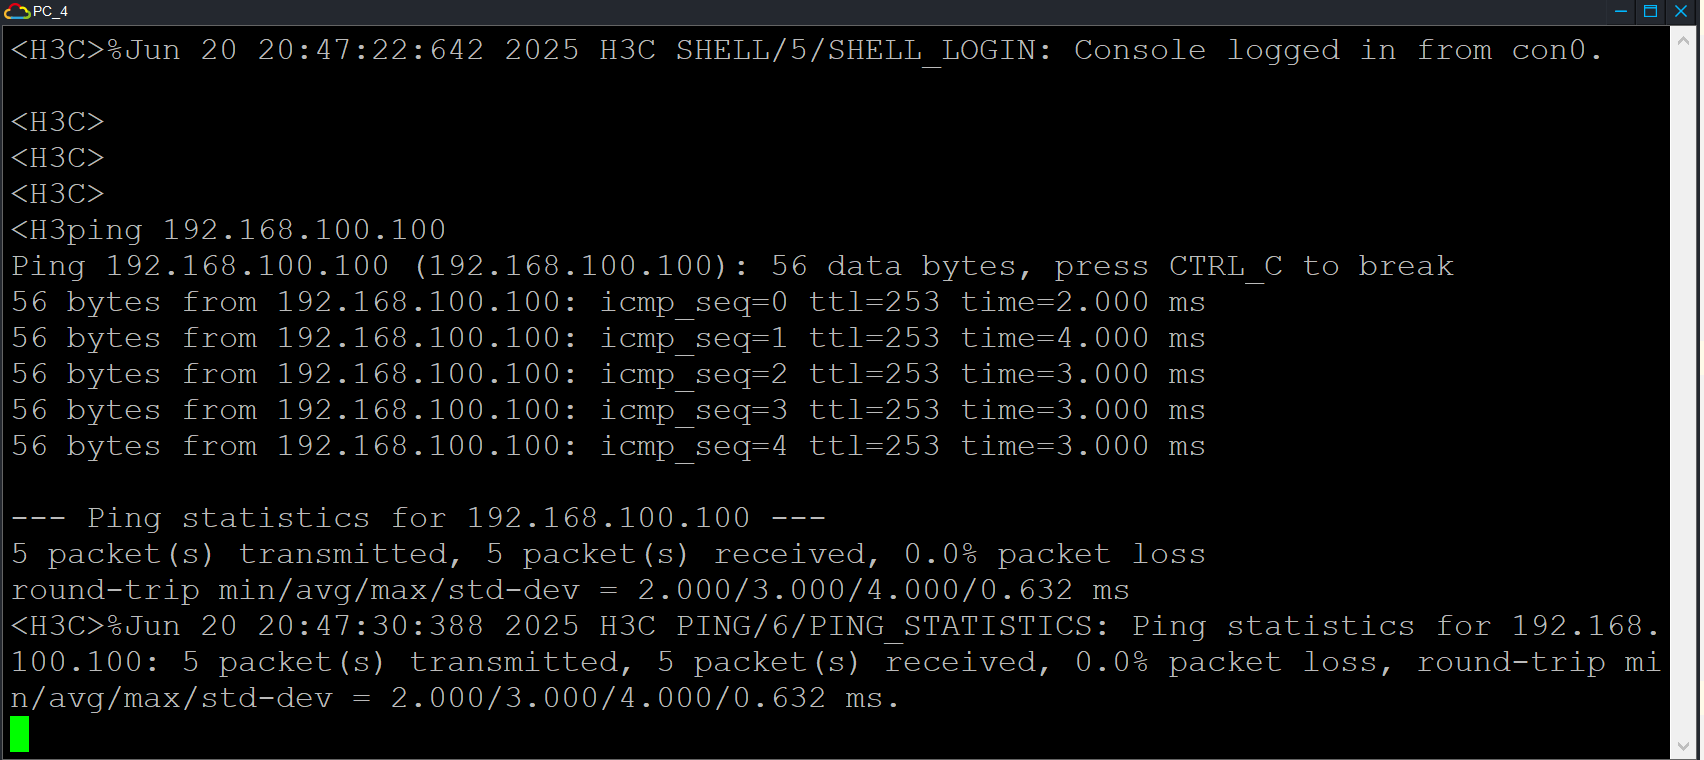 PC_4
<H3C>%Jun 20 20:47:22:642 2025 H3C SHELL/5/SHELL_LOGIN: Console logged in from con0.
<H3C>
<H3C>
<H3C>
<H3ping 192.168.100.100
Ping 192.168.100.100 (192.168.100.100): 56 data bytes, press CTRL_C to break
56 bytes from 192.168.100.100: icmp_seq=0 ttl=253 time=2.000 ms
56 bytes from 192.168.100.100: icmp_seq=1 ttl=253 time=4.000 ms
56 bytes from 192.168.100.100: icmp_seq=2 ttl=253 time=3.000 ms
56 bytes from 192.168.100.100: icmp_seq=3 ttl=253 time=3.000 ms
56 bytes from 192.168.100.100: icmp_seq=4 ttl=253 time=3.000 ms
--- Ping statistics for 192.168.100.100 ---
5 packet(s) transmitted, 5 packet(s) received, 0.0% packet loss
round-trip min/avg/max/std-dev = 2.000/3.000/4.000/0.632 ms
<H3C>%Jun 20 20:47:30:388 2025 H3C PING/6/PING_STATISTICS: Ping statistics for 192.168.
100.100: 5 packet(s) transmitted, 5 packet(s) received, 0.0% packet loss, round-trip mi
n/avg/max/std-dev = 2.000/3.000/4.000/0.632 ms.